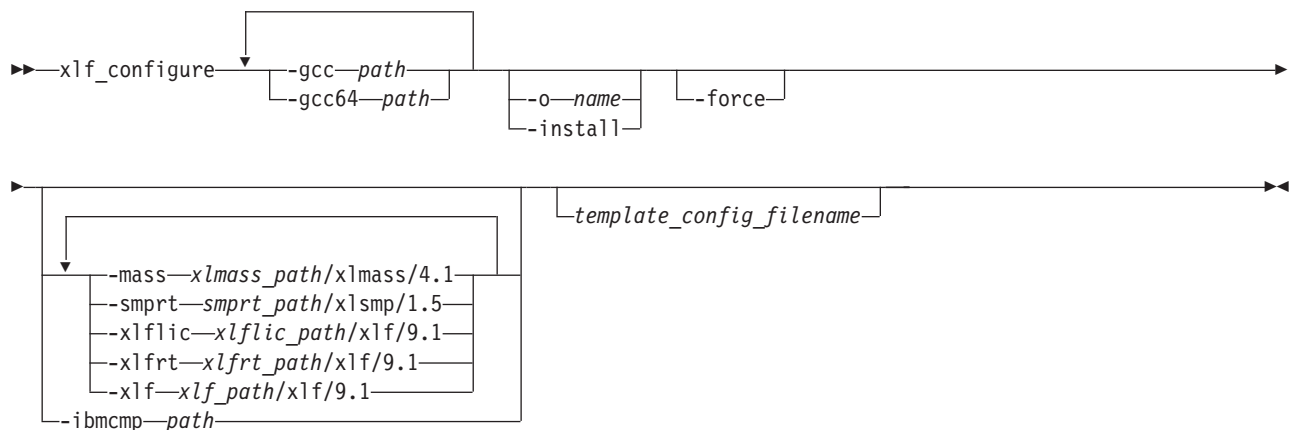 xlf_configure -gcc path
-gcc64 path
-o name
-install
-force
-mass xlmass_path/xlmass/4.1
-smprt smprt_path/xlsmp/1.5
-xlflic xlflic_path/xlf/9.1
-xlfrt xlfrt_path/xlf/9.1
-xlf xlf_path/xlf/9.1
-ibmcmp path
template_config_filename